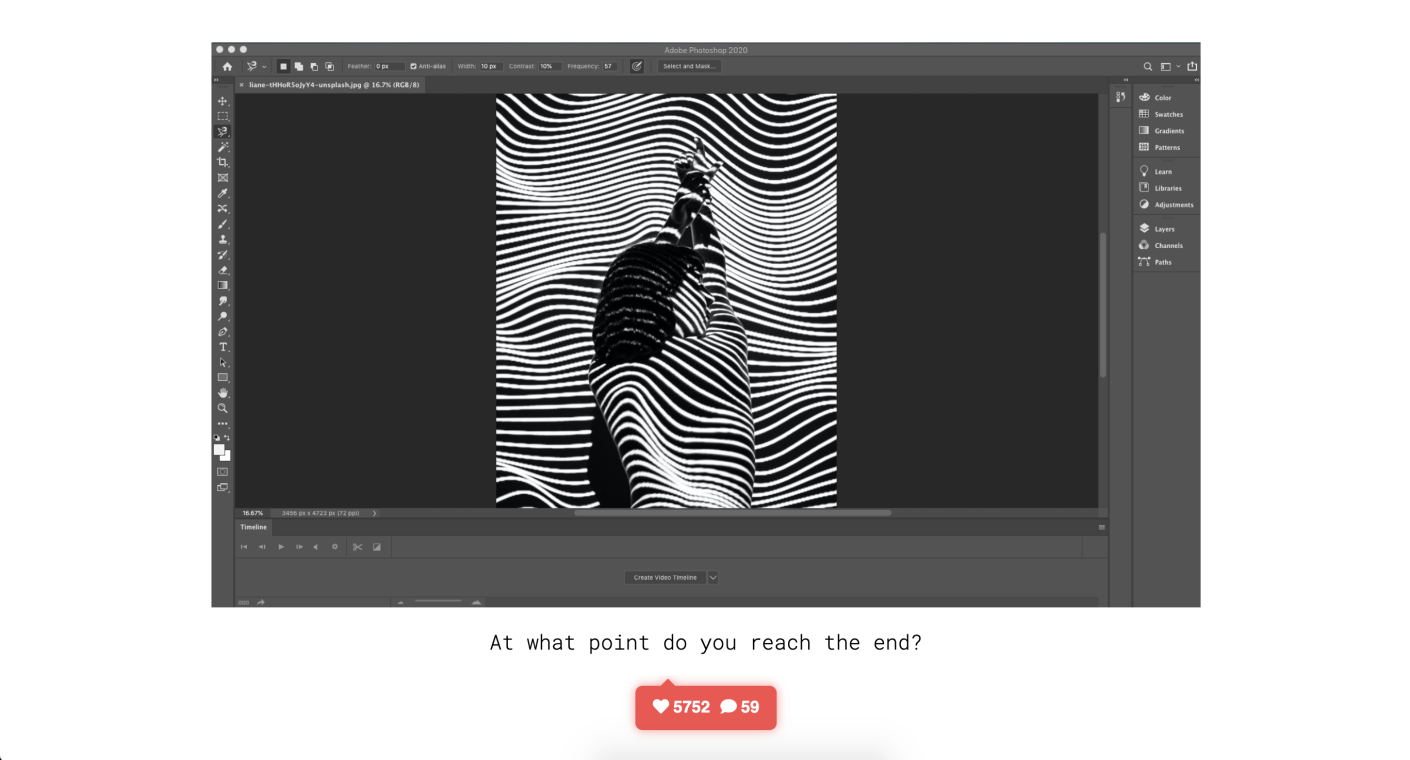 Adobe Photoshop 2020
Feather: 0 px Anti-alias Width: 10 px Contrast: 10% Frequency: 57 Select and Mask...
liane-tHHoR5oJyY4-unsplash.jpg @ 16.7% (RGB/8)
Color
Swatches
Gradients
Patterns
Learn
Libraries
Adjustments
Layers
Channels
Paths
16.67% 3456 px x 4723 px (72 ppi)
Timeline
Create Video Timeline
At what point do you reach the end?
5752 59